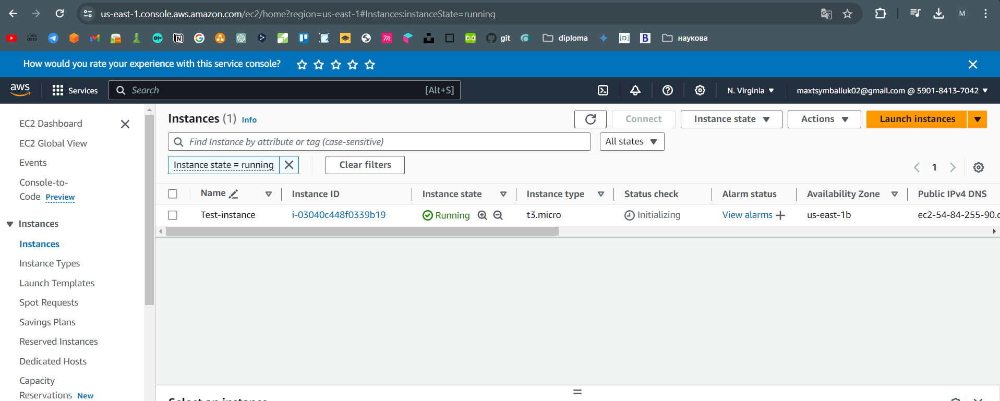 us-east-1.console.aws.amazon.com/ec2/home?region=us-east-1#Instances:instanceState=running
M
git
diploma
наукова
How would you rate your experience with this service console?
aws
Services
Search
[Alt+S]
N. Virginia
maxtsymbaliuk02@gmail.com @ 5901-8413-7042
EC2 Dashboard
EC2 Global View
Events
Console-to-
Code Preview
Instances
Instances
Instance Types
Launch Templates
Spot Requests
Savings Plans
Reserved Instances
Dedicated Hosts
Capacity
Reservations New
Instances (1) Info
Connect
Instance state
Actions
Launch instances
Find Instance by attribute or tag (case-sensitive)
All states
Instance state = running
Clear filters
1
Name Instance ID Instance state Instance type Status check Alarm status Availability Zone Public IPv4 DNS
Test-instance i-03040c448f0339b19 Running t3.micro Initializing View alarms us-east-1b ec2-54-84-255-90.c
Select an instance